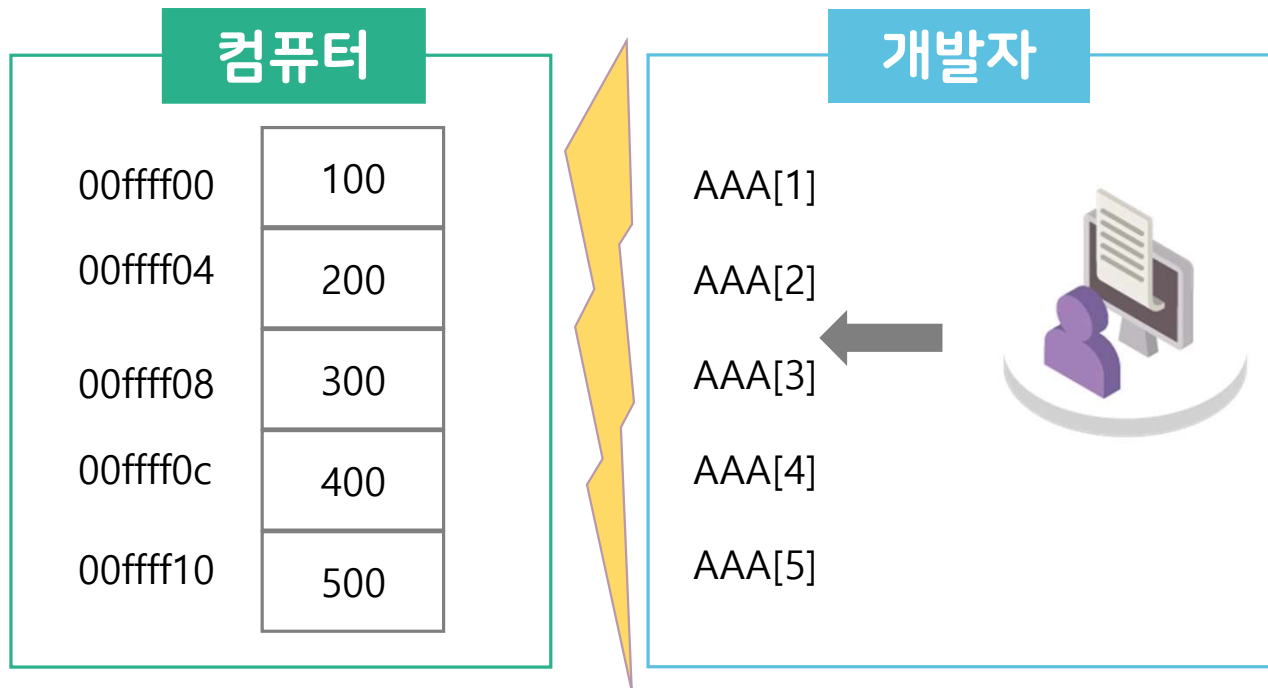 컴퓨터
00ffff00 100
00ffff04 200
00ffff08 300
00ffff0c 400
00ffff10 500
개발자
AAA[1]
AAA[2]
AAA[3]
AAA[4]
AAA[5]